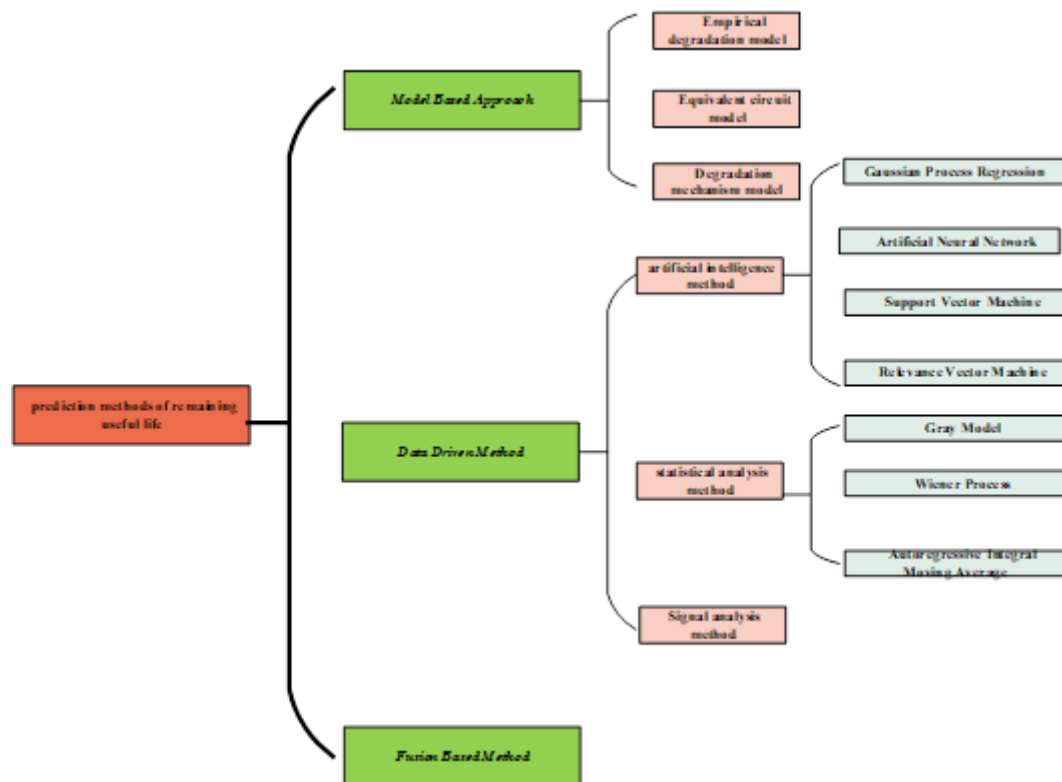 Empirical
degradation model
Model Based Approach
Equivalent circuit
model
Degradation
mechanism model
Gaussian Process Regression
Artificial Neural Network
artificial intelligence
method
Support Vector Machine
Relevance Vector Machine
prediction methods of remaining
useful life
Data Driven Method
Gray Model
statistical analysis
method
Wiener Process
Autoregressive Integral
Moving Average
Signal analysis
method
Fusion Based Method